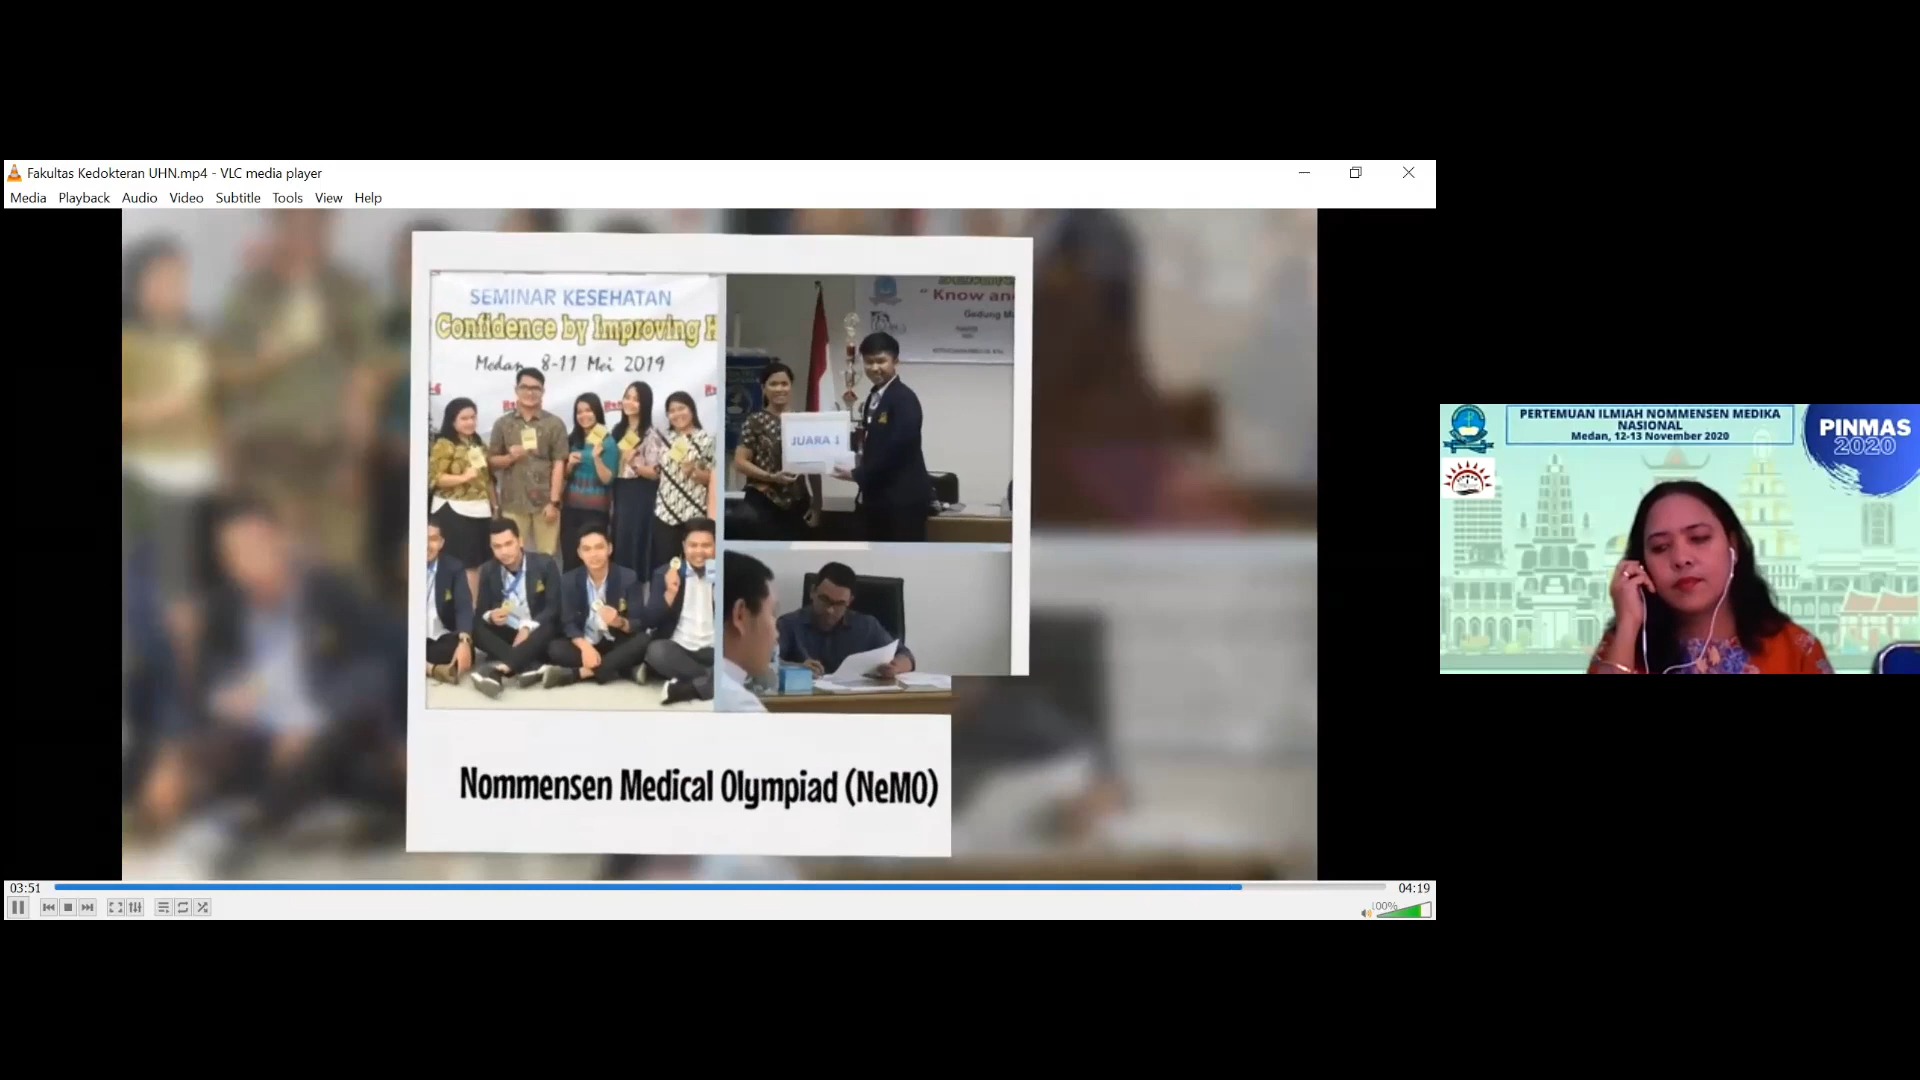 Fakultas Kedokteran UHN.mp4 - VLC media player
Media Playback Audio Video Subtitle Tools View Help
SEMINAR KESEHATAN
Confidence by Improving H
Medan, 8-11 Mei 2019
" Know an
Gedung M
JUARA 1
Nommensen Medical Olympiad (NeMO)
03:51
04:19
100%
PERTEMUAN ILMIAH NOMMENSEN MEDIKA
NASIONAL
Medan, 12-13 November 2020
PINMAS
2020